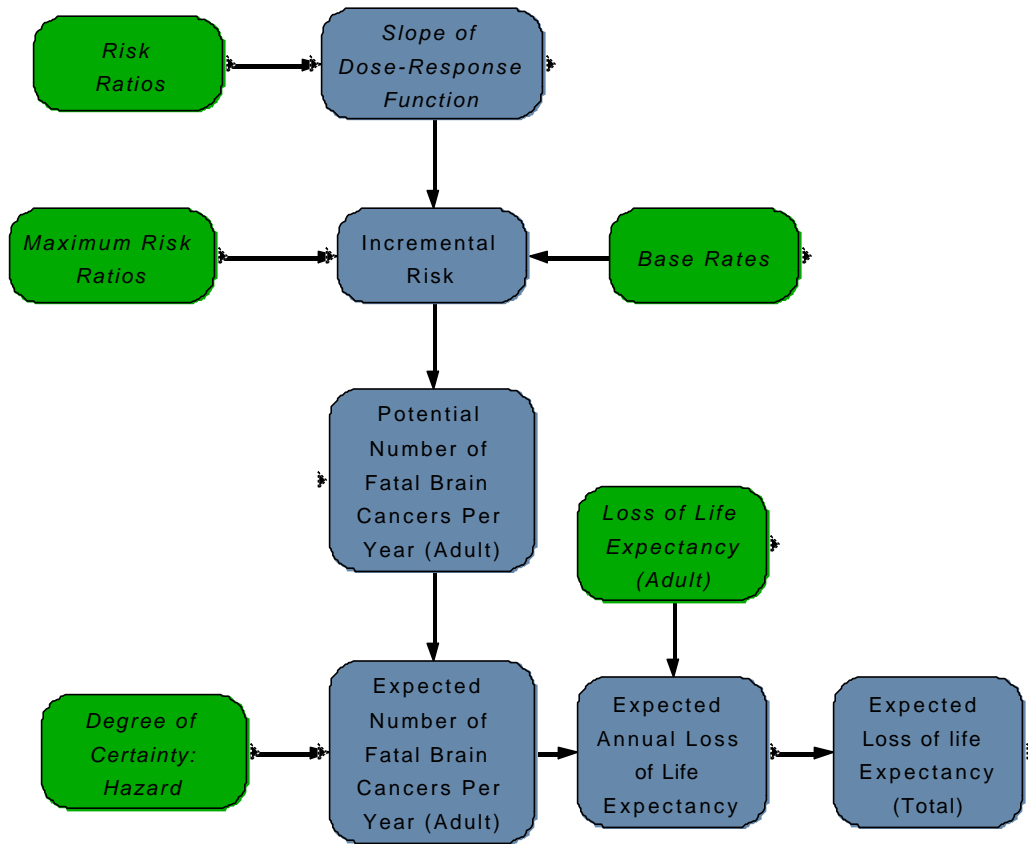 Risk
Ratios
Slope of
Dose-Response
Function
Maximum Risk
Ratios
Incremental
Risk
Base Rates
Potential
Number of
Fatal Brain
Cancers Per
Year (Adult)
Loss of Life
Expectancy
(Adult)
Degree of
Certainty:
Hazard
Expected
Number of
Fatal Brain
Cancers Per
Year (Adult)
Expected
Annual Loss
of Life
Expectancy
Expected
Loss of life
Expectancy
(Total)